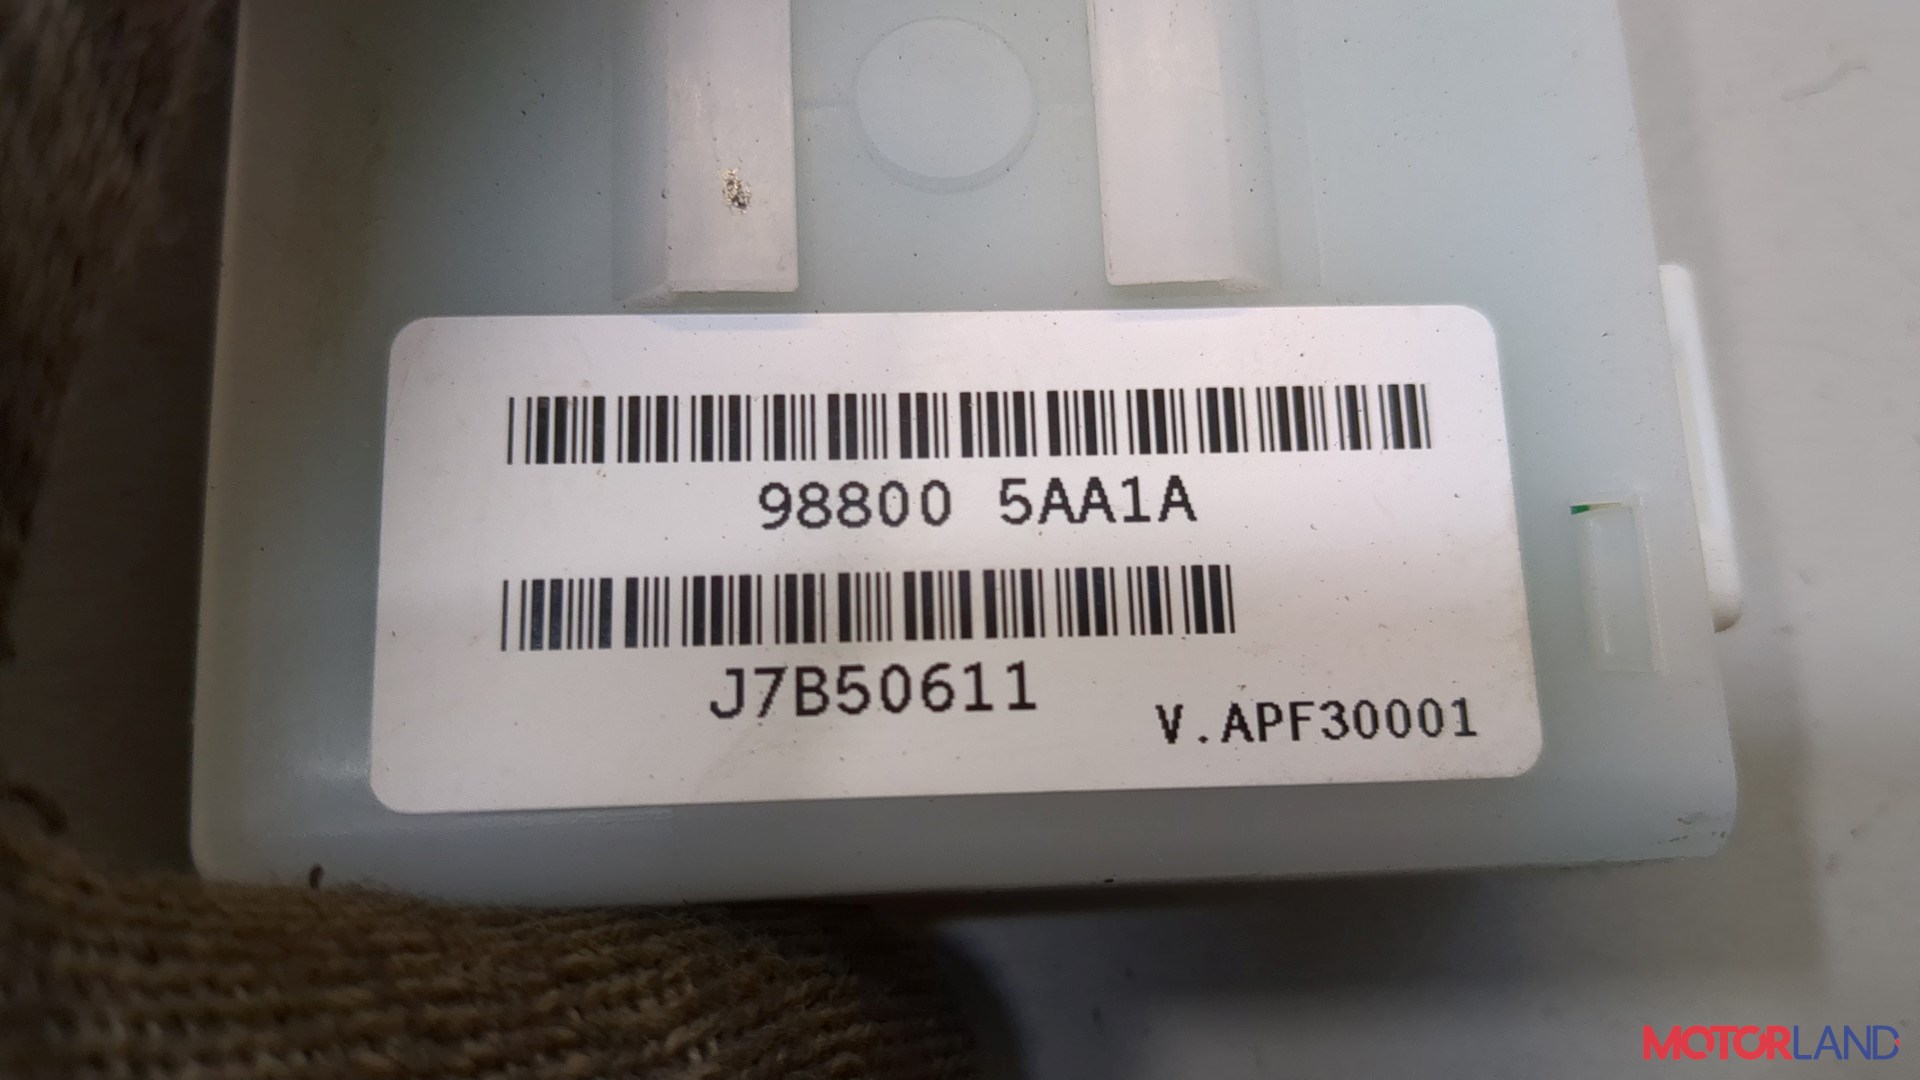 98800 5AA1A
J7B50611
V.APF30001
MOTORLAND